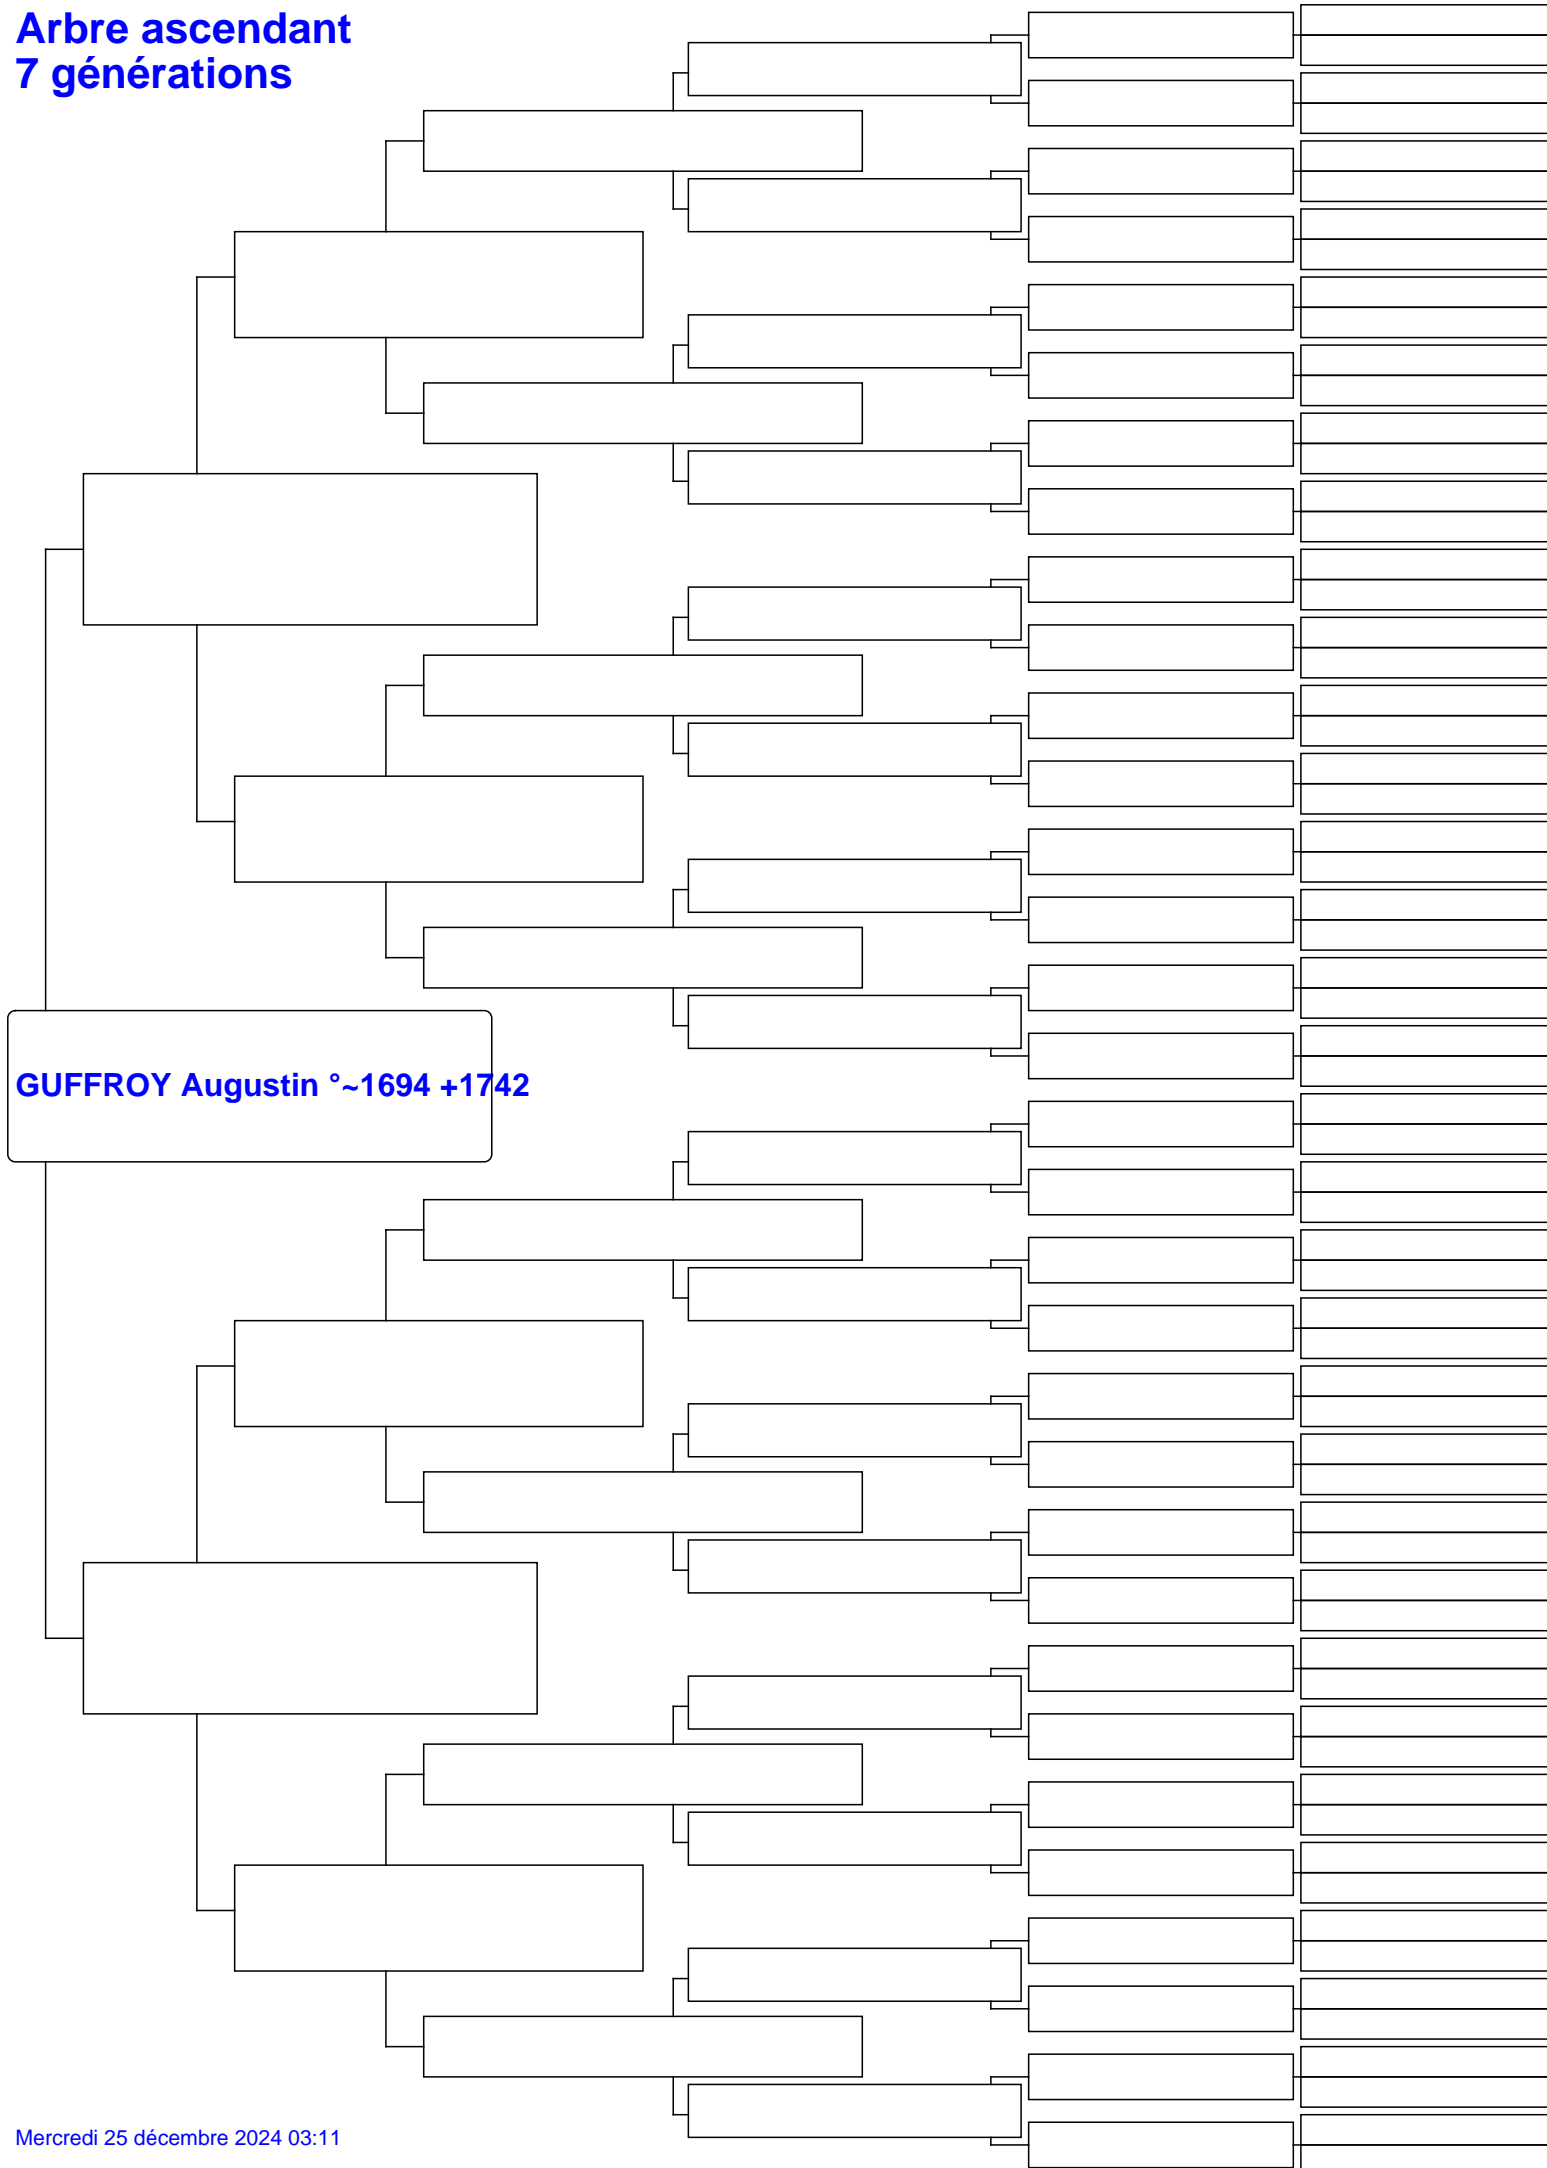 Arbre ascendant
7 générations
GUFFROY Augustin °~1694 +1742
Mercredi 25 décembre 2024 03:11